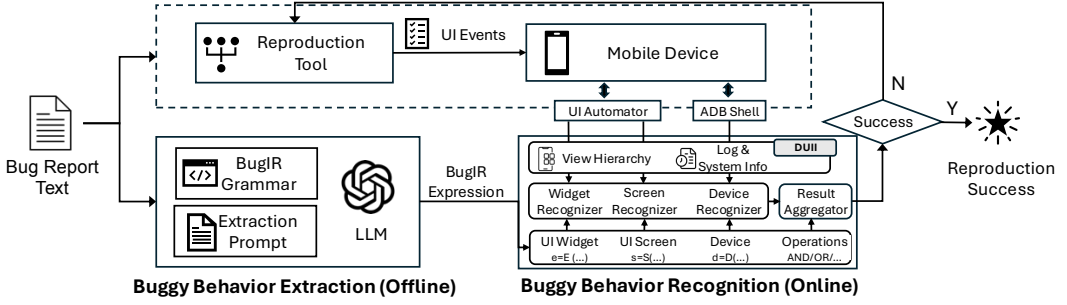 Reproduction
Tool
UI Events
Mobile Device
Bug Report
Text
UI Automator
ADB Shell
N
Y
Success
Reproduction
Success
BugIR
Grammar
Extraction
Prompt
LLM
BugIR
Expression
View Hierarchy
Log &
System Info
DUII
Widget
Recognizer
Screen
Recognizer
Device
Recognizer
Result
Aggregator
UI Widget
e=E (...)
UI Screen
s=S(...)
Device
d=D(...)
Operations
AND/OR/...
Buggy Behavior Extraction (Offline)
Buggy Behavior Recognition (Online)